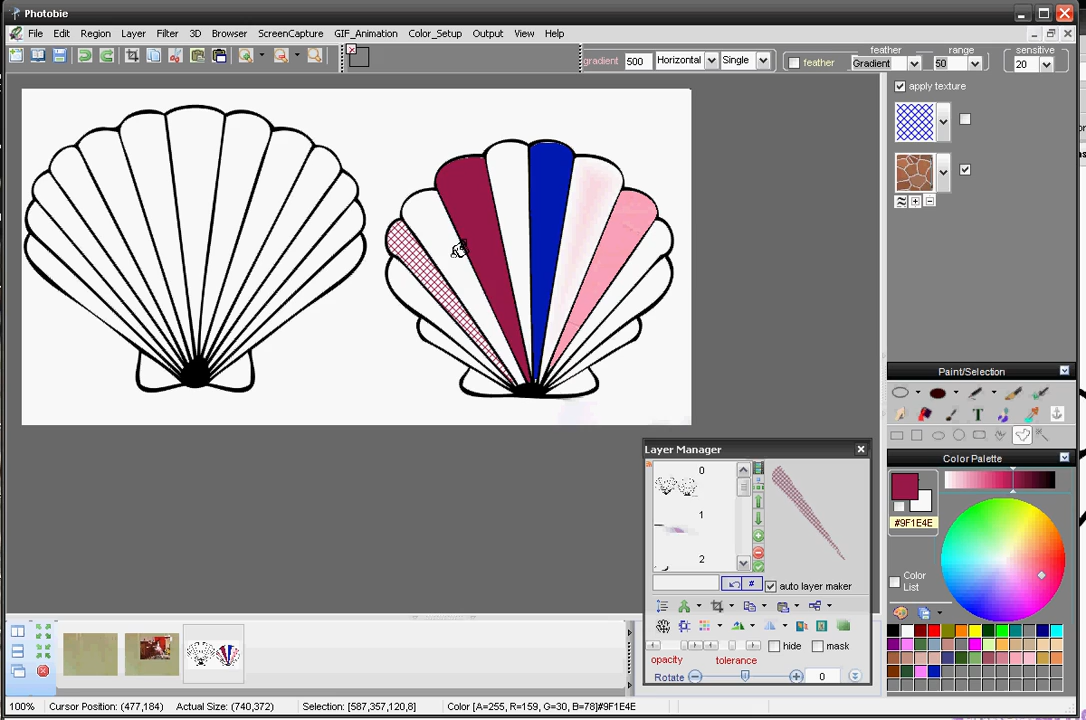 Photobie
File Edit Region Layer Filter 3D Browser ScreenCapture GIF_Animation Color_Setup Output View Help
feather range sensitive
gradient 500 Horizontal Single feather Gradient 50 20
apply texture
Paint/Selection
T
Color Palette
#9F1E4E
Color List
Layer Manager
0
1
2
# auto layer maker
hide mask
opacity tolerance
Rotate 0
100% Cursor Position: (477,184) Actual Size: (740,372) Selection: [587,357,120,8] Color [A=255, R=159, G=30, B=78]#9F1E4E